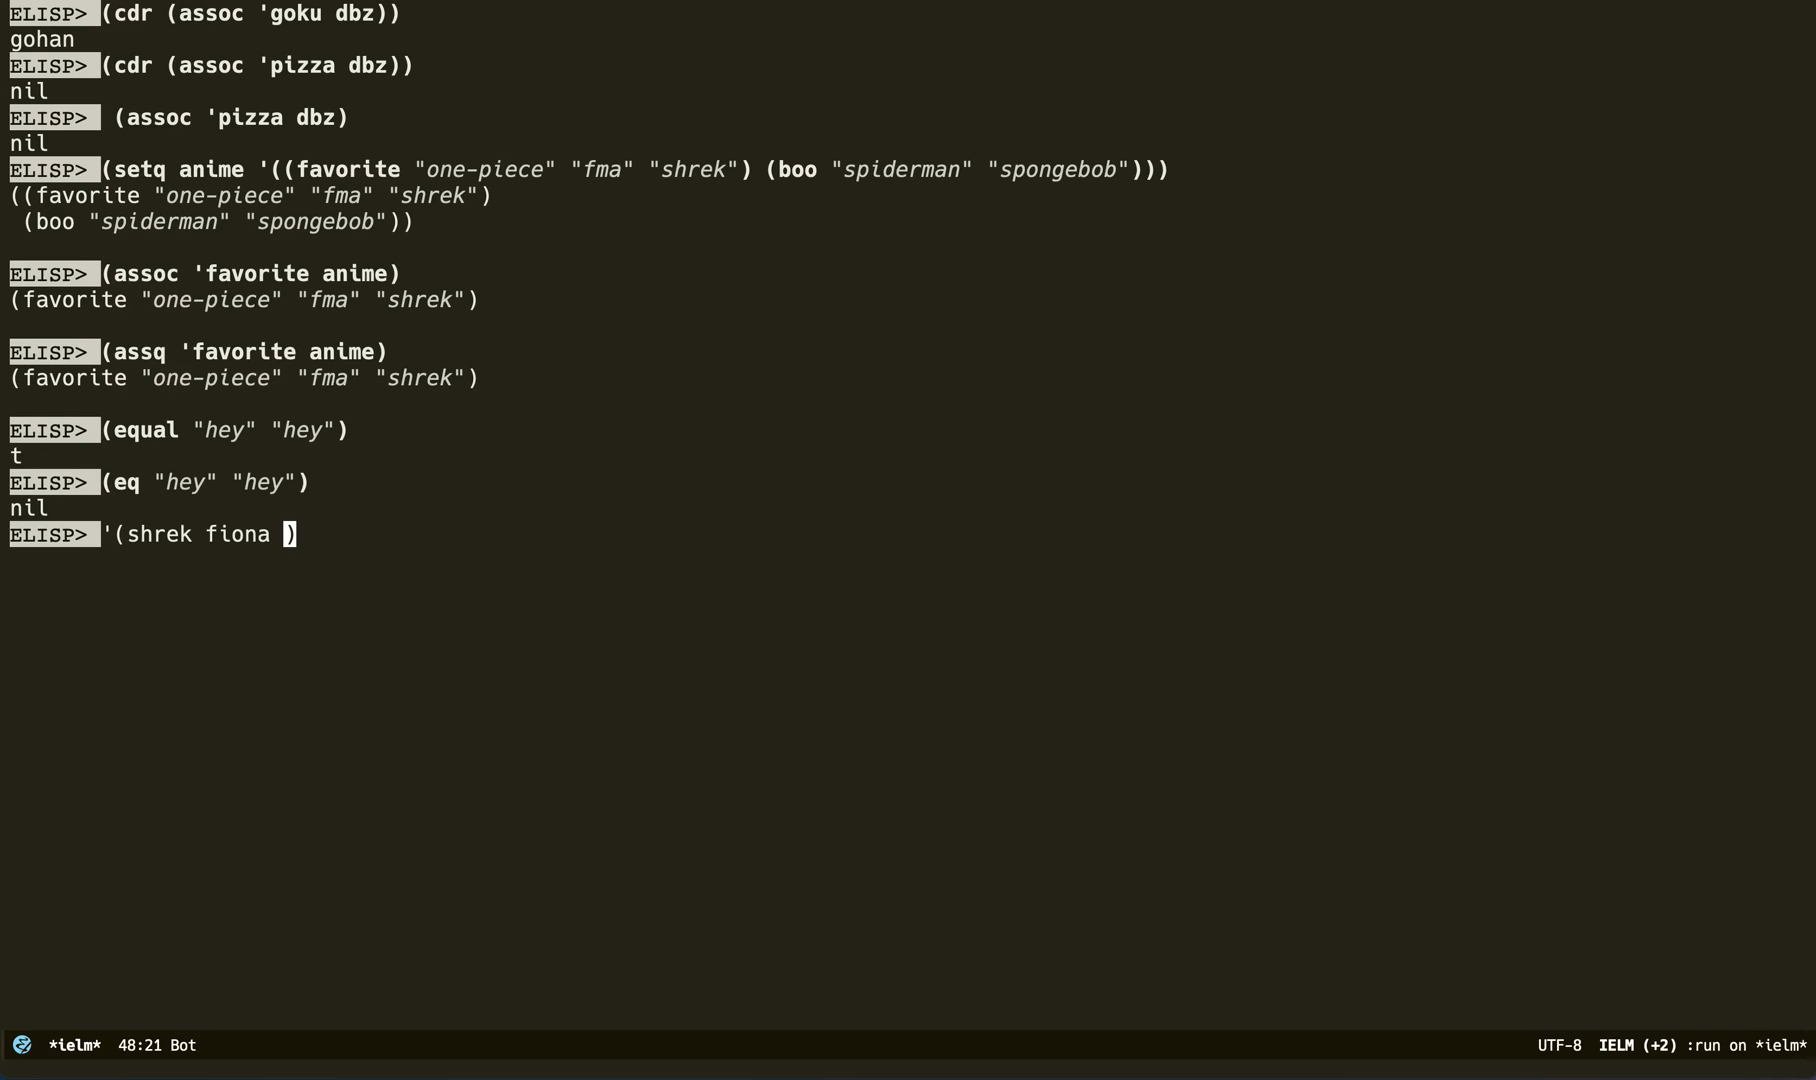 ELISP> (cdr (assoc 'goku dbz))
gohan
ELISP> (cdr (assoc 'pizza dbz))
nil
ELISP>  (assoc 'pizza dbz)
nil
ELISP> (setq anime '((favorite "one-piece" "fma" "shrek") (boo "spiderman" "spongebob")))
((favorite "one-piece" "fma" "shrek")
 (boo "spiderman" "spongebob"))
ELISP> (assoc 'favorite anime)
(favorite "one-piece" "fma" "shrek")
ELISP> (assq 'favorite anime)
(favorite "one-piece" "fma" "shrek")
ELISP> (equal "hey" "hey")
t
ELISP> (eq "hey" "hey")
nil
ELISP> '(shrek fiona )
*ielm* 48:21 Bot UTF-8 IELM (+2) :run on *ielm*